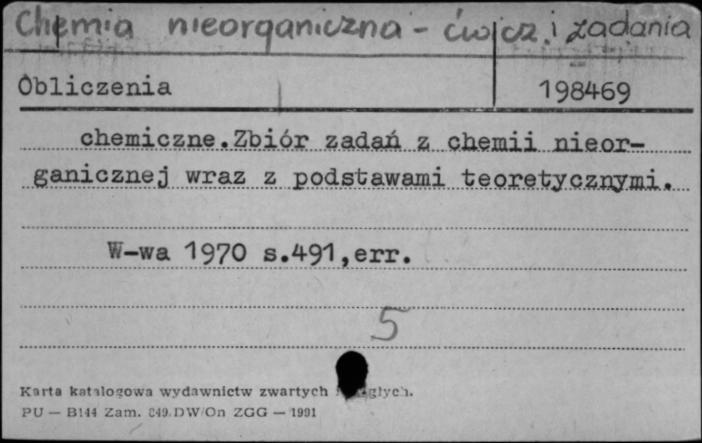 Chemia nieorganiczna - ćwicz. i zadania
Obliczenia 198469
chemiczne.Zbiór zadań z chemii nieor-
ganicznej wraz z podstawami teoretycznymi.
W-wa 1970 s.491,err.
5
Karta katalogowa wydawnictw zwartych
PU — B144 Zam. 849.DW/On ZGG — 1991